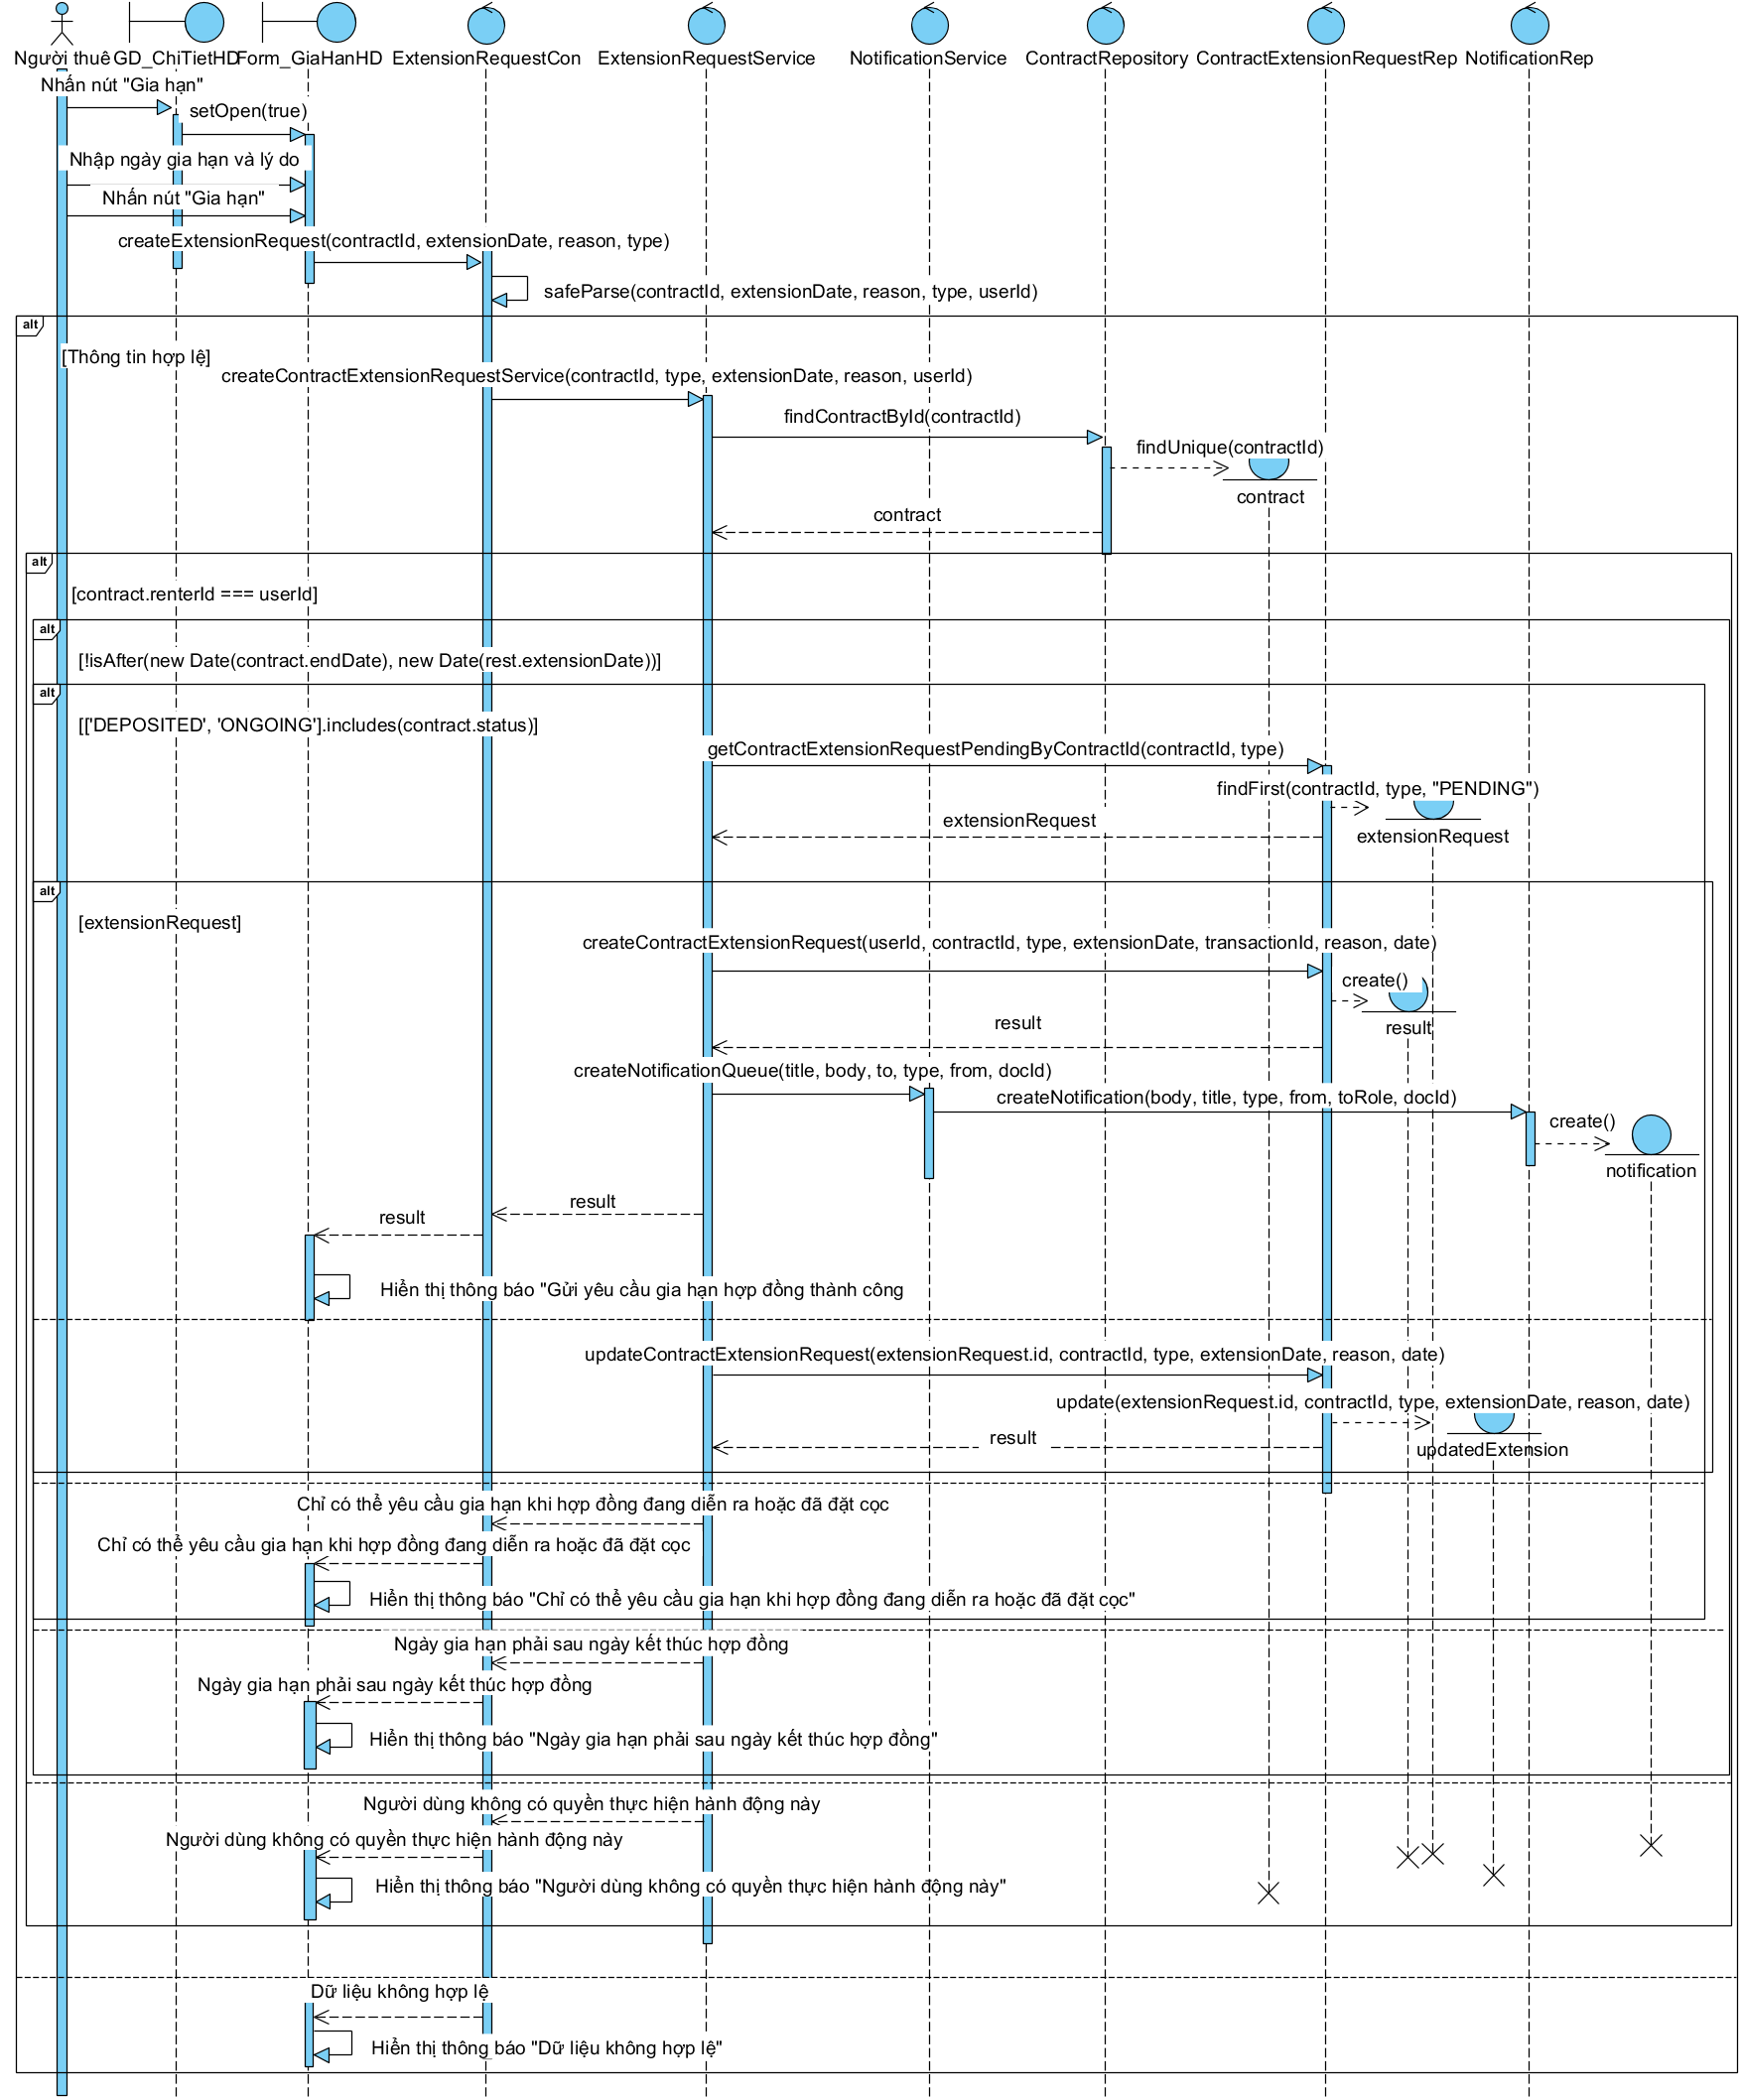 Người thuê
GD_ChiTietHD
Form_GiaHanHD
ExtensionRequestCon
ExtensionRequestService
NotificationService
ContractRepository
ContractExtensionRequestRep
NotificationRep
Nhấn nút "Gia hạn"
setOpen(true)
Nhập ngày gia hạn và lý do
Nhấn nút "Gia hạn"
createExtensionRequest(contractId, extensionDate, reason, type)
safeParse(contractId, extensionDate, reason, type, userId)
alt
[Thông tin hợp lệ]
createContractExtensionRequestService(contractId, type, extensionDate, reason, userId)
findContractById(contractId)
findUnique(contractId)
contract
contract
alt
[contract.renterId === userId]
alt
[!isAfter(new Date(contract.endDate), new Date(rest.extensionDate))]
alt
[['DEPOSITED', 'ONGOING'].includes(contract.status)]
getContractExtensionRequestPendingByContractId(contractId, type)
findFirst(contractId, type, "PENDING")
extensionRequest
extensionRequest
alt
[extensionRequest]
createContractExtensionRequest(userId, contractId, type, extensionDate, transactionId, reason, date)
create()
result
result
createNotificationQueue(title, body, to, type, from, docId)
createNotification(body, title, type, from, toRole, docId)
create()
notification
result
result
Hiển thị thông báo "Gửi yêu cầu gia hạn hợp đồng thành công
updateContractExtensionRequest(extensionRequest.id, contractId, type, extensionDate, reason, date)
update(extensionRequest.id, contractId, type, extensionDate, reason, date)
result
updatedExtension
Chỉ có thể yêu cầu gia hạn khi hợp đồng đang diễn ra hoặc đã đặt cọc
Chỉ có thể yêu cầu gia hạn khi hợp đồng đang diễn ra hoặc đã đặt cọc
Hiển thị thông báo "Chỉ có thể yêu cầu gia hạn khi hợp đồng đang diễn ra hoặc đã đặt cọc"
Ngày gia hạn phải sau ngày kết thúc hợp đồng
Ngày gia hạn phải sau ngày kết thúc hợp đồng
Hiển thị thông báo "Ngày gia hạn phải sau ngày kết thúc hợp đồng"
Người dùng không có quyền thực hiện hành động này
Người dùng không có quyền thực hiện hành động này
Hiển thị thông báo "Người dùng không có quyền thực hiện hành động này"
Dữ liệu không hợp lệ
Hiển thị thông báo "Dữ liệu không hợp lệ"